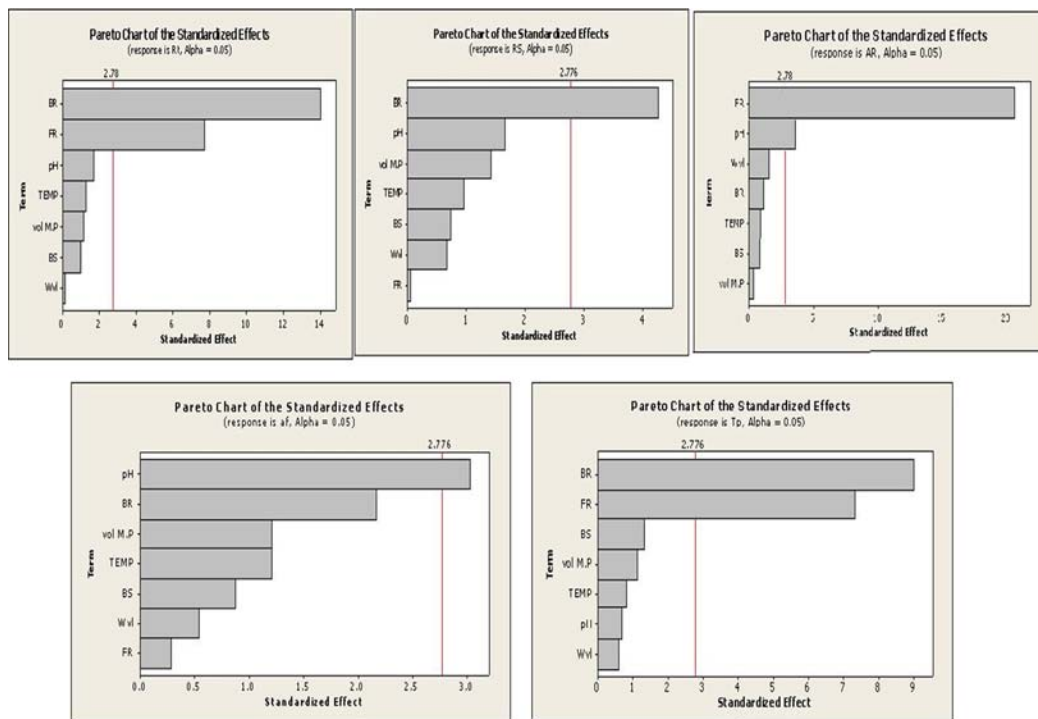 Pareto Chart of the Standardized Effects
(response is Rt, Alpha = 0.05)
2.78
BR
FR
pH
TEMP
vol M.P
BS
Wvl
Term
0 2 4 6 8 10 12 14
Standardized Effect
Pareto Chart of the Standardized Effects
(response is RS, Alpha = 0.05)
2.776
BR
pH
vol M.P
TEMP
BS
Wvl
FR
Term
0 1 2 3 4
Standardized Effect
Pareto Chart of the Standardized Effects
(response is AR, Alpha = 0.05)
2.78
FR
pH
Wvl
BR
TEMP
BS
vol M.P
Term
0 5 10 15 20
Standardized Effect
Pareto Chart of the Standardized Effects
(response is af, Alpha = 0.05)
2.776
pH
BR
vol M.P
TEMP
BS
Wvl
FR
Term
0.0 0.5 1.0 1.5 2.0 2.5 3.0
Standardized Effect
Pareto Chart of the Standardized Effects
(response is Tp, Alpha = 0.05)
2.776
BR
FR
BS
vol M.P
TEMP
pH
Wvl
Term
0 1 2 3 4 5 6 7 8 9
Standardized Effect